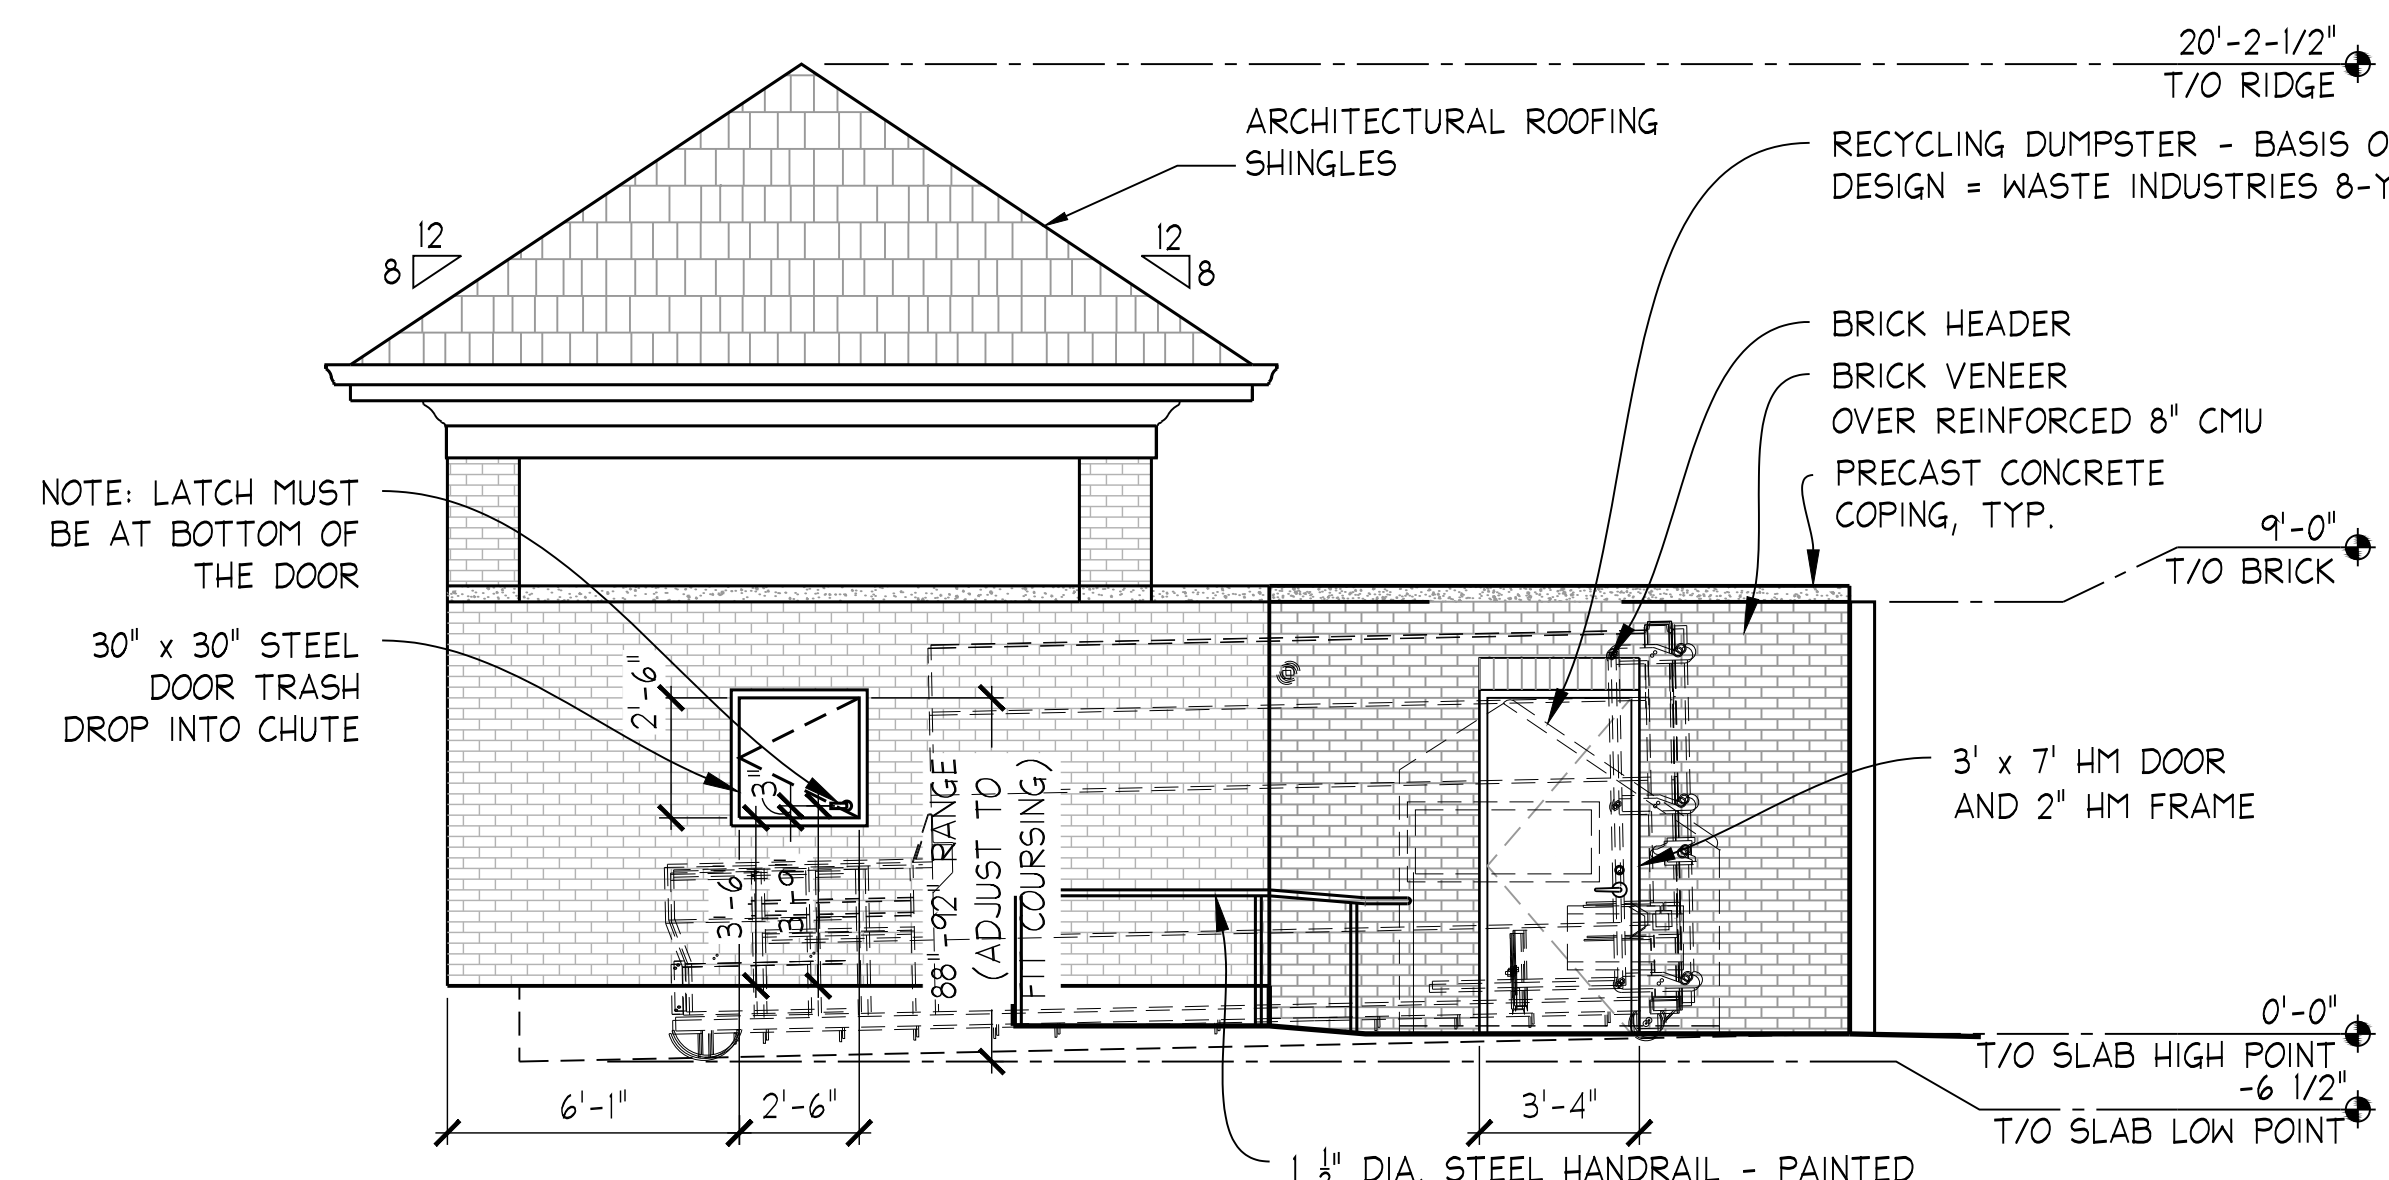 20'-2-1/2"
T/O RIDGE
ARCHITECTURAL ROOFING
SHINGLES
RECYCLING DUMPSTER - BASIS O
DESIGN = WASTE INDUSTRIES 8-Y
12
8
12
8
BRICK HEADER
BRICK VENEER
OVER REINFORCED 8" CMU
PRECAST CONCRETE
COPING, TYP.
NOTE: LATCH MUST
BE AT BOTTOM OF
THE DOOR
9'-0"
T/O BRICK
30" x 30" STEEL
DOOR TRASH
DROP INTO CHUTE
2'-6"
3"
3'-6"
3'-9"
88"-92" RANGE
(ADJUST TO
FIT COURSING)
3' x 7' HM DOOR
AND 2" HM FRAME
0'-0"
T/O SLAB HIGH POINT
-6 1/2"
T/O SLAB LOW POINT
6'-1"
2'-6"
3'-4"
1 1/2" DIA. STEEL HANDRAIL - PAINTED